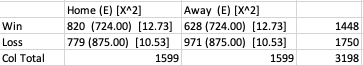 Home (E) [X^2] Away (E) [X^2]
Win 820 (724.00) [12.73] 628 (724.00) [12.73] 1448
Loss 779 (875.00) [10.53] 971 (875.00) [10.53] 1750
Col Total 1599 1599 3198